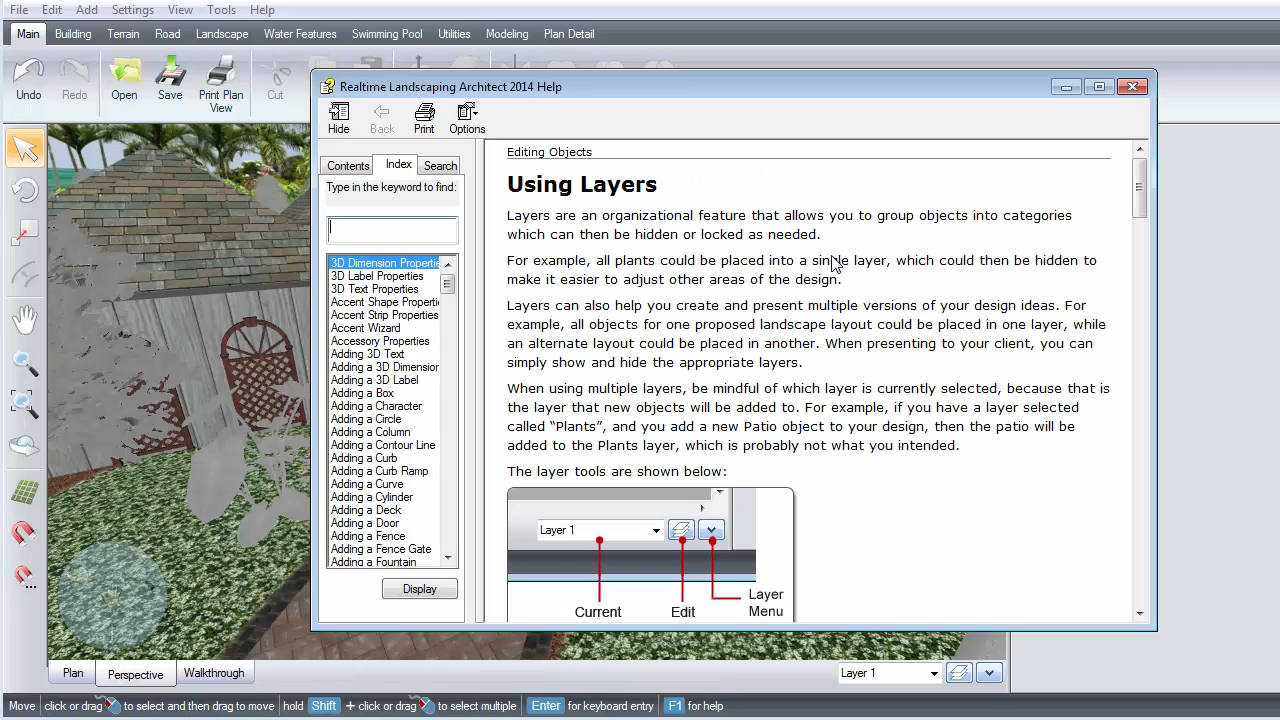 File Edit Add Settings View Tools Help
Main Building Terrain Road Landscape Water Features Swimming Pool Utilities Modeling Plan Detail
Undo Redo Open Save Print Plan View Cut
Realtime Landscaping Architect 2014 Help
Hide Back Print Options
Contents Index Search
Type in the keyword to find:
3D Dimension Propertie
3D Label Properties
3D Text Properties
Accent Shape Properti
Accent Strip Properties
Accent Wizard
Accessory Properties
Adding 3D Text
Adding a 3D Dimension
Adding a 3D Label
Adding a Box
Adding a Character
Adding a Circle
Adding a Column
Adding a Contour Line
Adding a Curb
Adding a Curb Ramp
Adding a Curve
Adding a Cylinder
Adding a Deck
Adding a Door
Adding a Fence
Adding a Fence Gate
Adding a Fountain
Display
Editing Objects
Using Layers
Layers are an organizational feature that allows you to group objects into categories
which can then be hidden or locked as needed.
For example, all plants could be placed into a single layer, which could then be hidden to
make it easier to adjust other areas of the design.
Layers can also help you create and present multiple versions of your design ideas. For
example, all objects for one proposed landscape layout could be placed in one layer, while
an alternate layout could be placed in another. When presenting to your client, you can
simply show and hide the appropriate layers.
When using multiple layers, be mindful of which layer is currently selected, because that is
the layer that new objects will be added to. For example, if you have a layer selected
called “Plants”, and you add a new Patio object to your design, then the patio will be
added to the Plants layer, which is probably not what you intended.
The layer tools are shown below:
Layer 1
Current Edit Layer Menu
Plan Perspective Walkthrough Layer 1
Move click or drag to select and then drag to move hold Shift + click or drag to select multiple Enter for keyboard entry F1 for help